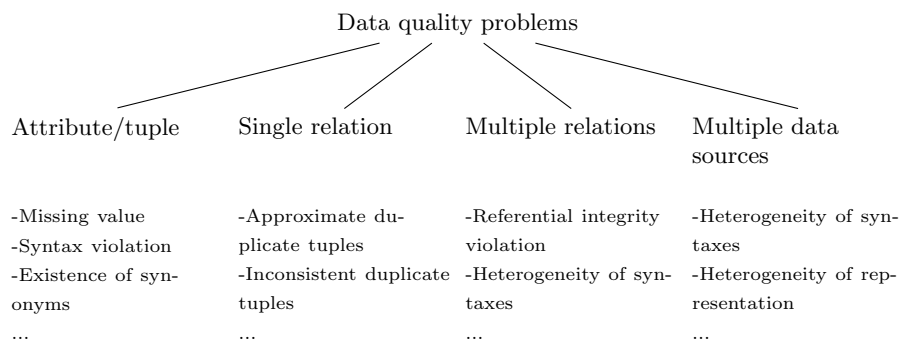 Data quality problems
Attribute/tuple
Single relation
Multiple relations
Multiple data
sources
-Missing value
-Syntax violation
-Existence of syn-
onyms
...
-Approximate du-
plicate tuples
-Inconsistent duplicate
tuples
...
-Referential integrity
violation
-Heterogeneity of syn-
taxes
...
-Heterogeneity of syn-
taxes
-Heterogeneity of rep-
resentation
...